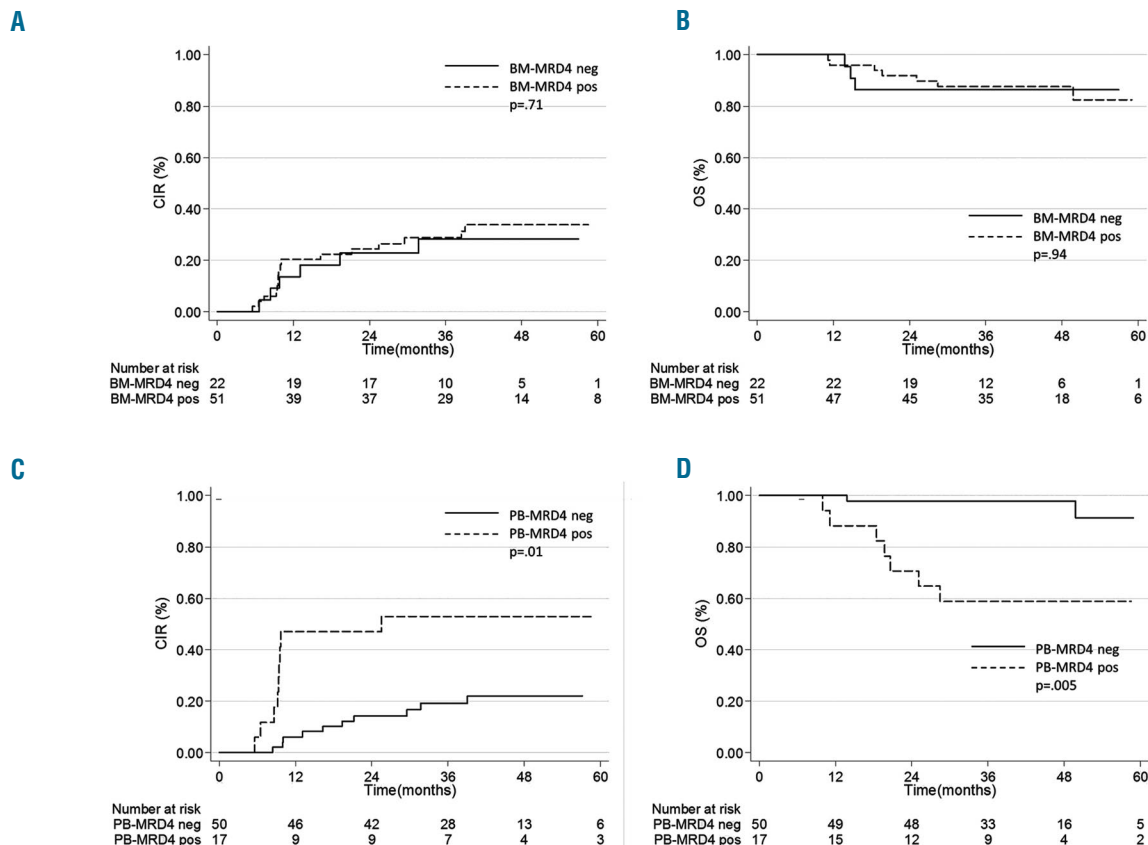 A
1.00
0.80
0.60
0.40
0.20
0.00
CIR (%)
BM-MRD4 neg
BM-MRD4 pos
p=.71
0 12 24 36 48 60
Time(months)
Number at risk
BM-MRD4 neg 22 19 17 10 5 1
BM-MRD4 pos 51 39 37 29 14 8
B
1.00
0.80
0.60
0.40
0.20
0.00
OS (%)
BM-MRD4 neg
BM-MRD4 pos
p=.94
0 12 24 36 48 60
Time(months)
Number at risk
BM-MRD4 neg 22 22 19 12 6 1
BM-MRD4 pos 51 47 45 35 18 6
C
1.00
0.80
0.60
0.40
0.20
0.00
CIR (%)
PB-MRD4 neg
PB-MRD4 pos
p=.01
0 12 24 36 48 60
Time(months)
Number at risk
PB-MRD4 neg 50 46 42 28 13 6
PB-MRD4 pos 17 9 9 7 4 3
D
1.00
0.80
0.60
0.40
0.20
0.00
OS (%)
PB-MRD4 neg
PB-MRD4 pos
p=.005
0 12 24 36 48 60
Time(months)
Number at risk
PB-MRD4 neg 50 49 48 33 16 5
PB-MRD4 pos 17 15 12 9 4 2